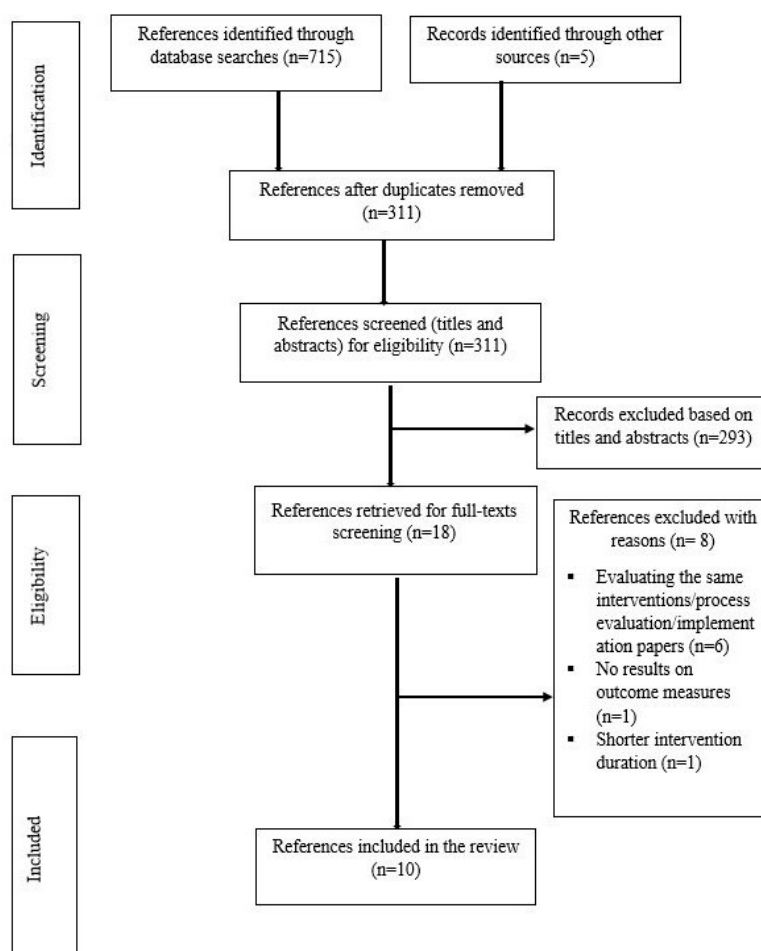 Identification
References identified through
database searches (n=715)
Records identified through other
sources (n=5)
References after duplicates removed
(n=311)
Screening
References screened (titles and
abstracts) for eligibility (n=311)
Records excluded based on
titles and abstracts (n=293)
Eligibility
References retrieved for full-texts
screening (n=18)
References excluded with
reasons (n= 8)
▪ Evaluating the same
interventions/process
evaluation/implement
ation papers (n=6)
▪ No results on
outcome measures
(n=1)
▪ Shorter intervention
duration (n=1)
Included
References included in the review
(n=10)